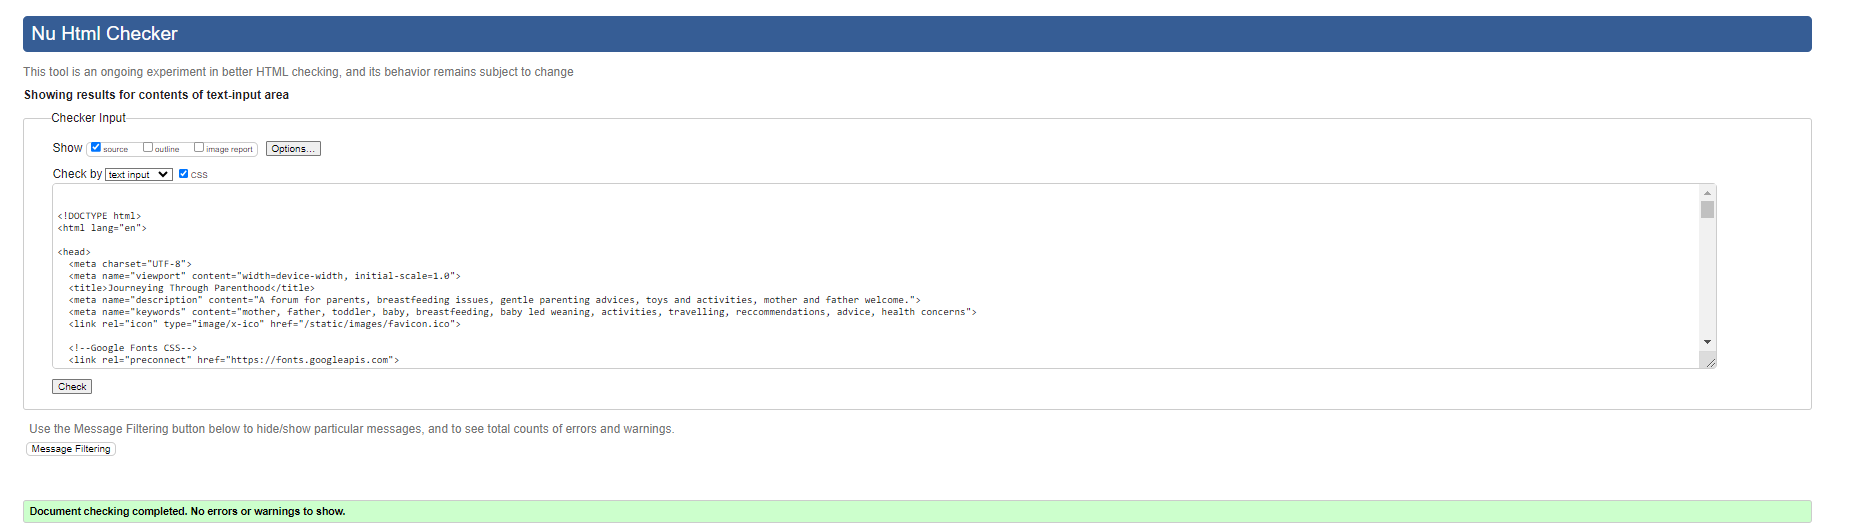 Nu Html Checker
This tool is an ongoing experiment in better HTML checking, and its behavior remains subject to change
Showing results for contents of text-input area
Checker Input
Show source outline image report Options...
Check by text input css
<!DOCTYPE html>
<html lang="en">
<head>
<meta charset="UTF-8">
<meta name="viewport" content="width=device-width, initial-scale=1.0">
<title>Journeying Through Parenthood</title>
<meta name="description" content="A forum for parents, breastfeeding issues, gentle parenting advices, toys and activities, mother and father welcome.">
<meta name="keywords" content="mother, father, toddler, baby, breastfeeding, baby led weaning, activities, travelling, reccommendations, advice, health concerns">
<link rel="icon" type="image/x-ico" href="/static/images/favicon.ico">
<!--Google Fonts CSS-->
<link rel="preconnect" href="https://fonts.googleapis.com">
Check
Use the Message Filtering button below to hide/show particular messages, and to see total counts of errors and warnings.
Message Filtering
Document checking completed. No errors or warnings to show.